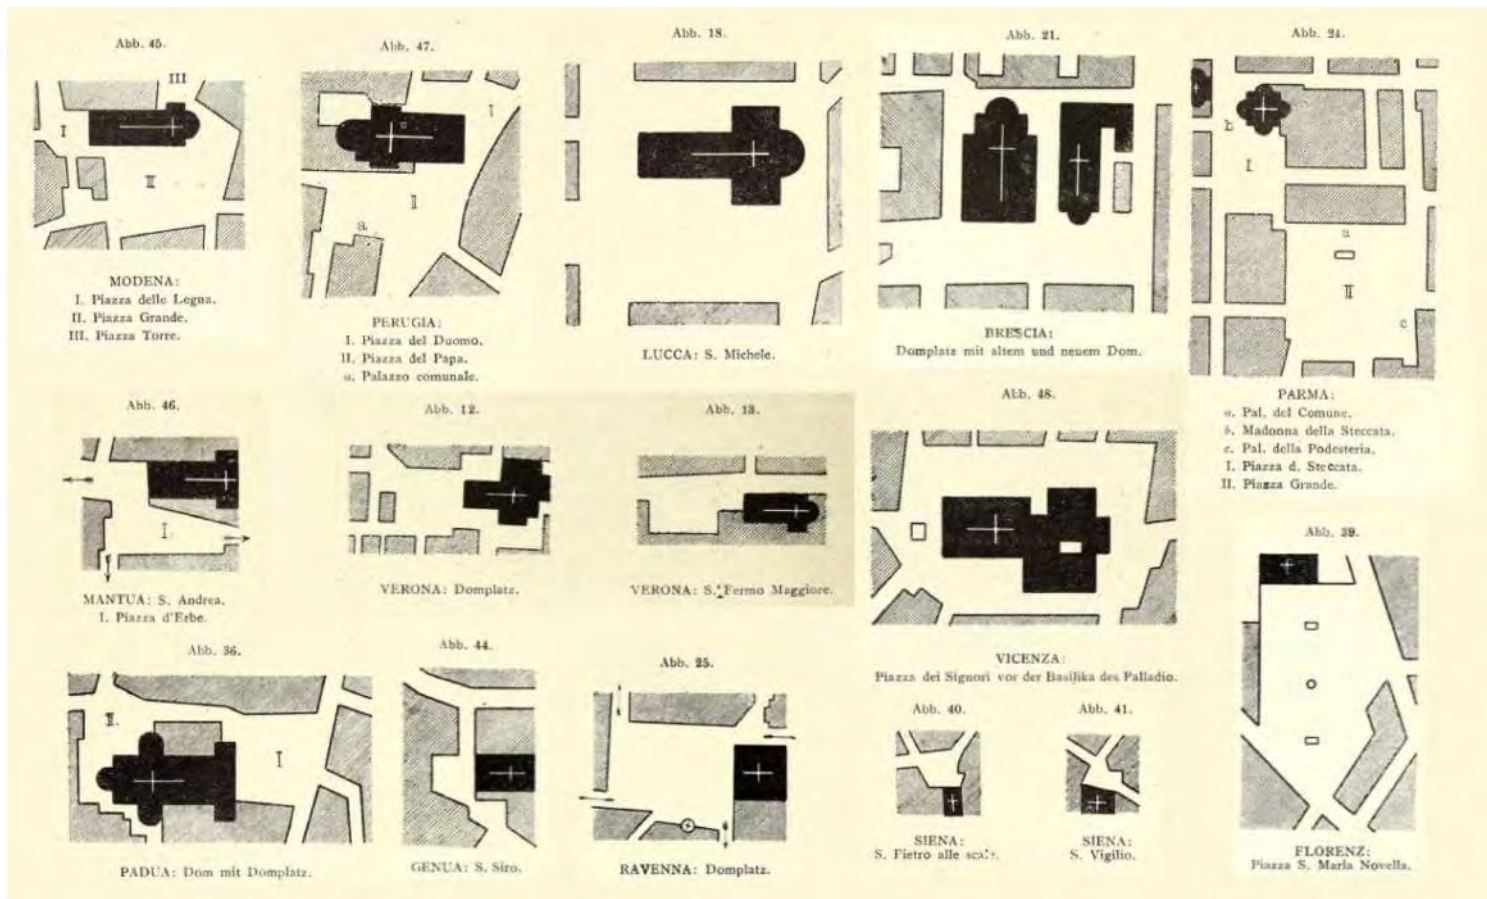 Abb. 45.
III
I
II
MODENA:
I. Piazza delle Legna.
II. Piazza Grande.
III. Piazza Torre.
Abb. 47.
I
II
a
PERUGIA:
I. Piazza del Duomo.
II. Piazza del Papa.
a. Palazzo comunale.
Abb. 18.
LUCCA: S. Michele.
Abb. 21.
BRESCIA:
Domplatz mit altem und neuem Dom.
Abb. 24.
b
I
a
II
c
PARMA:
a. Pal. del Comune.
b. Madonna della Steccata.
c. Pal. della Podesteria.
I. Piazza d. Steccata.
II. Piazza Grande.
Abb. 46.
I.
MANTUA: S. Andrea.
I. Piazza d'Erbe.
Abb. 12.
VERONA: Domplatz.
Abb. 13.
VERONA: S. Fermo Maggiore.
Abb. 48.
VICENZA:
Piazza dei Signori vor der Basilika des Palladio.
Abb. 39.
FLORENZ:
Piazza S. Maria Novella.
Abb. 36.
II.
I
PADUA: Dom mit Domplatz.
Abb. 44.
GENUA: S. Siro.
Abb. 25.
RAVENNA: Domplatz.
Abb. 40.
SIENA:
S. Pietro alle scale.
Abb. 41.
SIENA:
S. Vigilio.